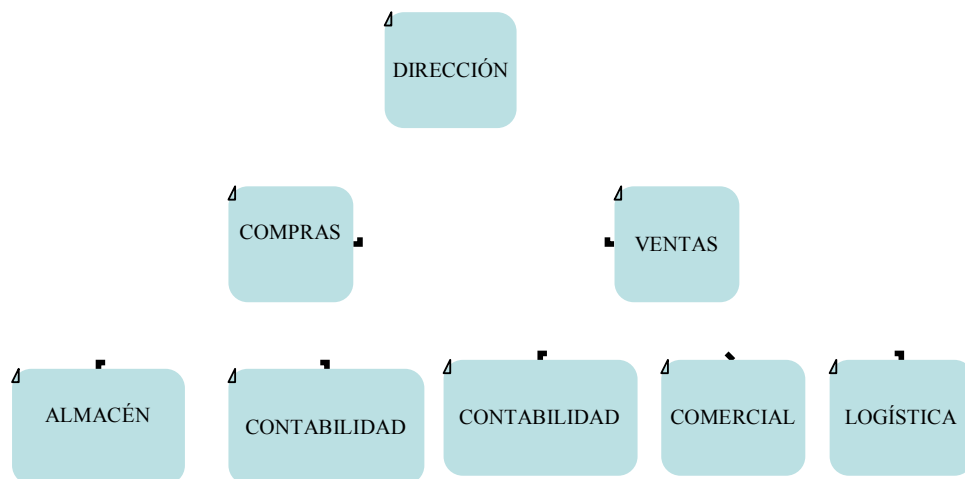 DIRECCIÓN
COMPRAS
VENTAS
ALMACÉN
CONTABILIDAD
CONTABILIDAD
COMERCIAL
LOGÍSTICA